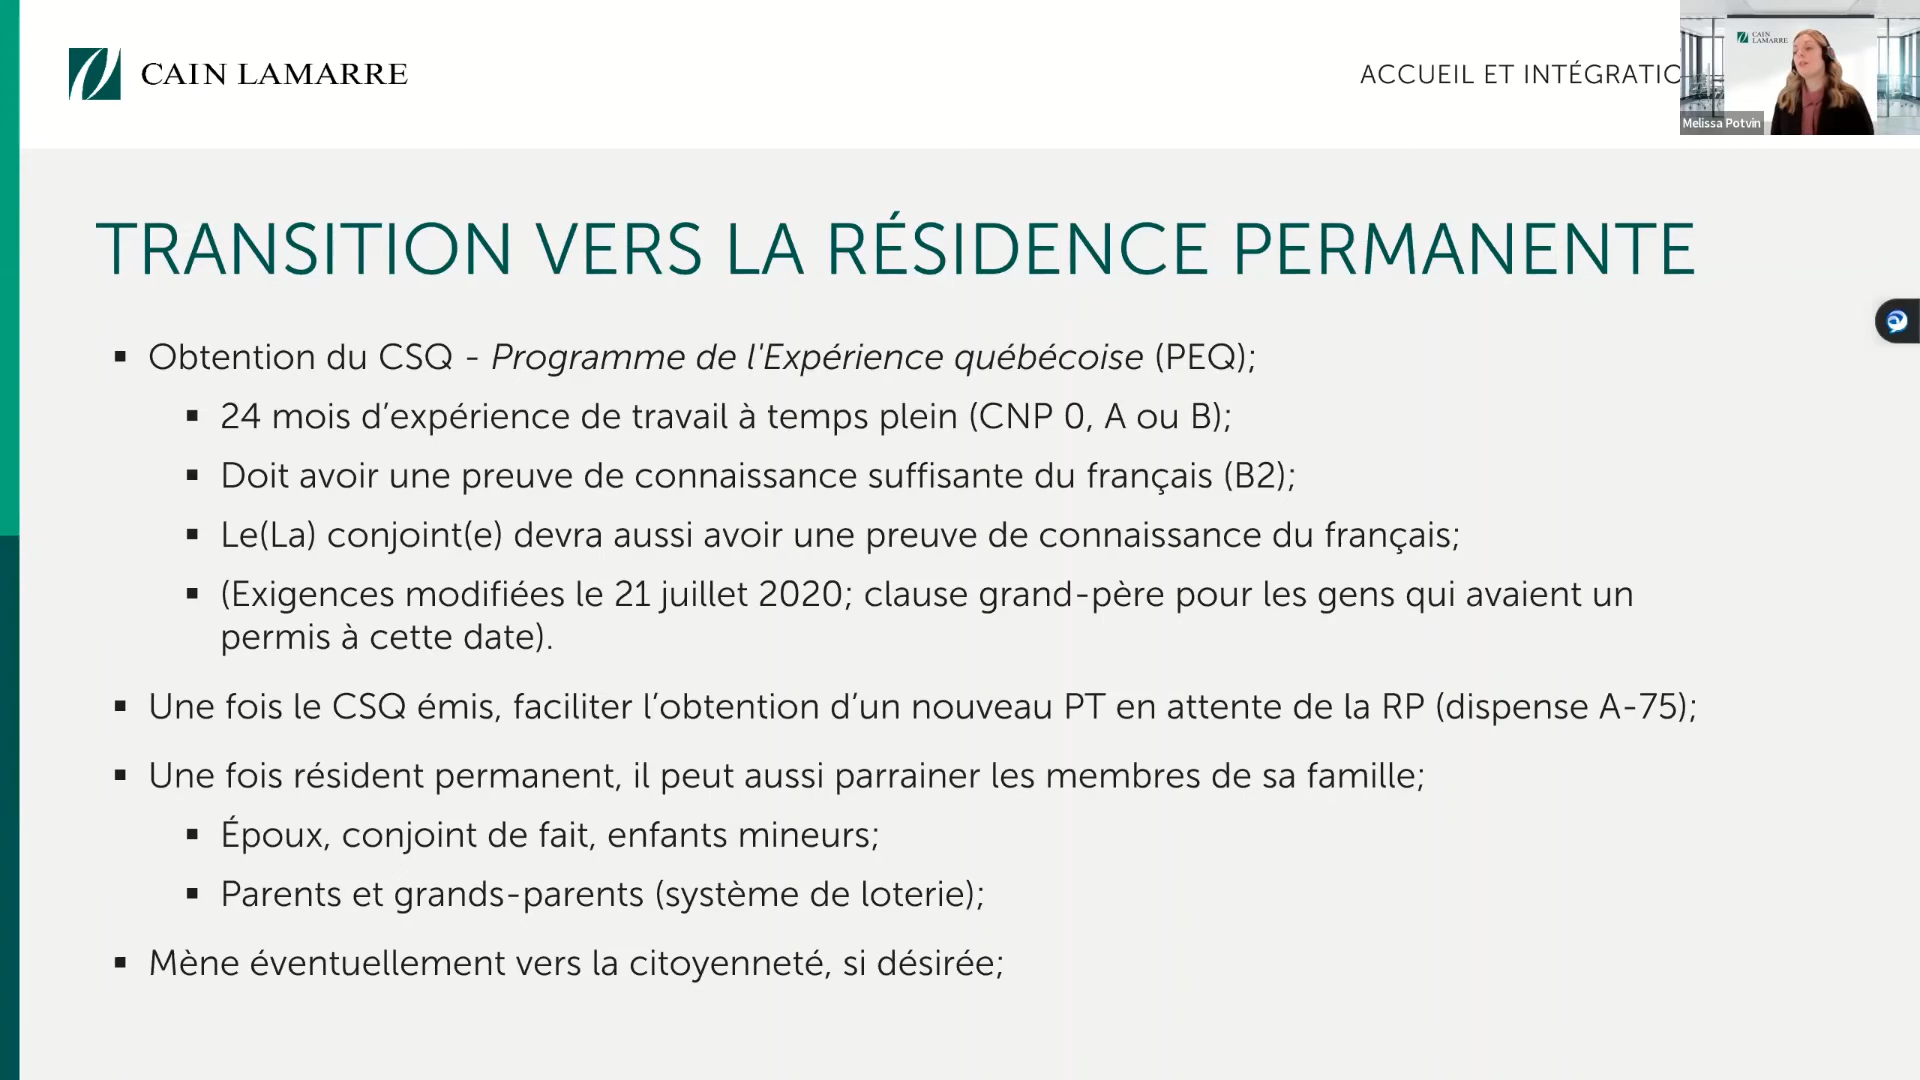 CAIN LAMARRE
ACCUEIL ET INTÉGRATIO
CAIN
LAMARRE
Melissa Potvin
TRANSITION VERS LA RÉSIDENCE PERMANENTE
▪ Obtention du CSQ - Programme de l'Expérience québécoise (PEQ);
▪ 24 mois d’expérience de travail à temps plein (CNP 0, A ou B);
▪ Doit avoir une preuve de connaissance suffisante du français (B2);
▪ Le(La) conjoint(e) devra aussi avoir une preuve de connaissance du français;
▪ (Exigences modifiées le 21 juillet 2020; clause grand-père pour les gens qui avaient un
permis à cette date).
▪ Une fois le CSQ émis, faciliter l’obtention d’un nouveau PT en attente de la RP (dispense A-75);
▪ Une fois résident permanent, il peut aussi parrainer les membres de sa famille;
▪ Époux, conjoint de fait, enfants mineurs;
▪ Parents et grands-parents (système de loterie);
▪ Mène éventuellement vers la citoyenneté, si désirée;